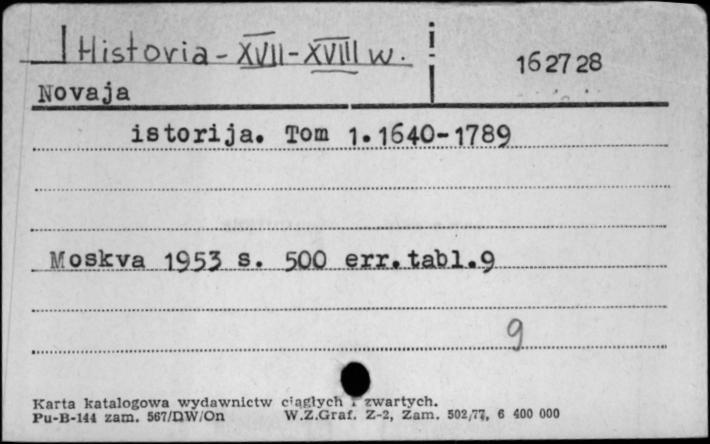 Historia - XVII - XVIII w.
162728
Novaja
istorija. Tom 1.1640-1789
Moskva 1953 s. 500 err.tabl.9
9
Karta katalogowa wydawnictw ciągłych i zwartych.
Pu-B-144 zam. 567/DW/On W.Z.Graf. Z-2, Zam. 502/77, 6 400 000